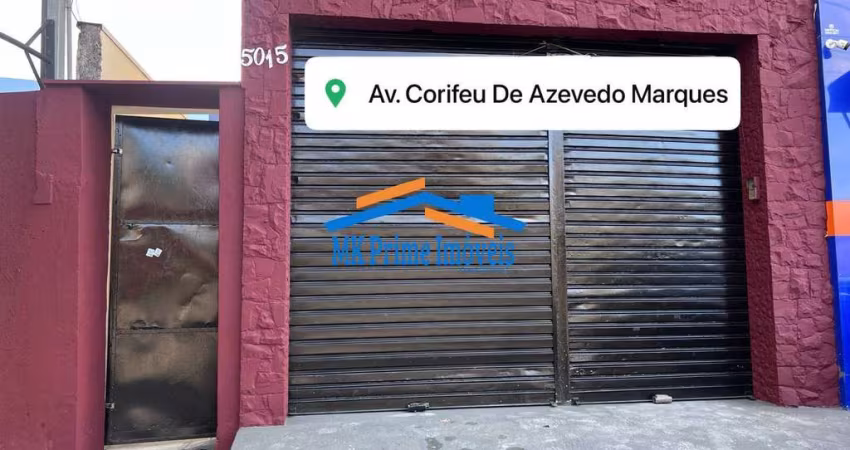 5015
Av. Corifeu De Azevedo Marques
MK Prime Imóveis